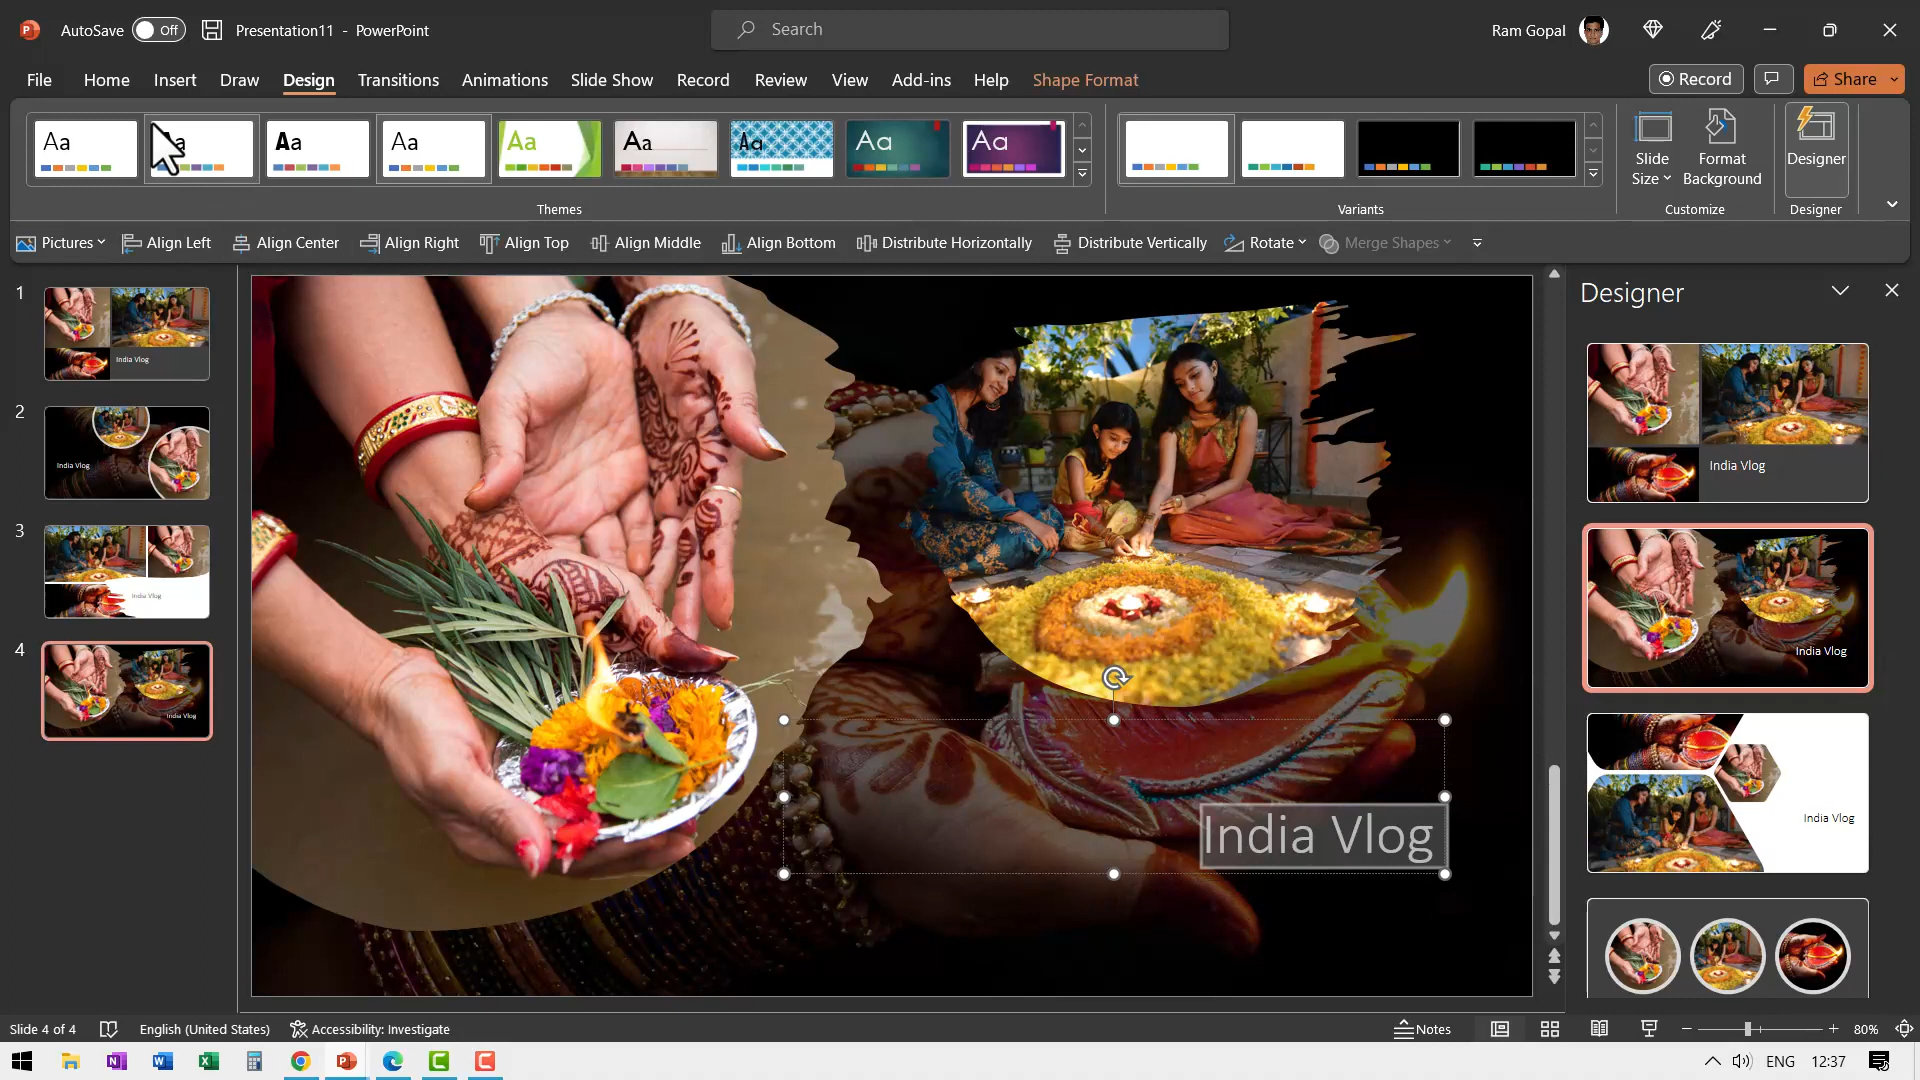 AutoSave Off Presentation11 - PowerPoint Search Ram Gopal
File Home Insert Draw Design Transitions Animations Slide Show Record Review View Add-ins Help Shape Format Record Share
Aa Aa Aa Aa Aa Aa Aa Aa Aa
Slide Size Format Background Designer
Themes Variants Customize Designer
Pictures Align Left Align Center Align Right Align Top Align Middle Align Bottom Distribute Horizontally Distribute Vertically Rotate Merge Shapes
1
India Vlog
2
India Vlog
3
India Vlog
4
India Vlog
India Vlog
Designer
India Vlog
India Vlog
India Vlog
Slide 4 of 4 English (United States) Accessibility: Investigate Notes 80%
ENG 12:37